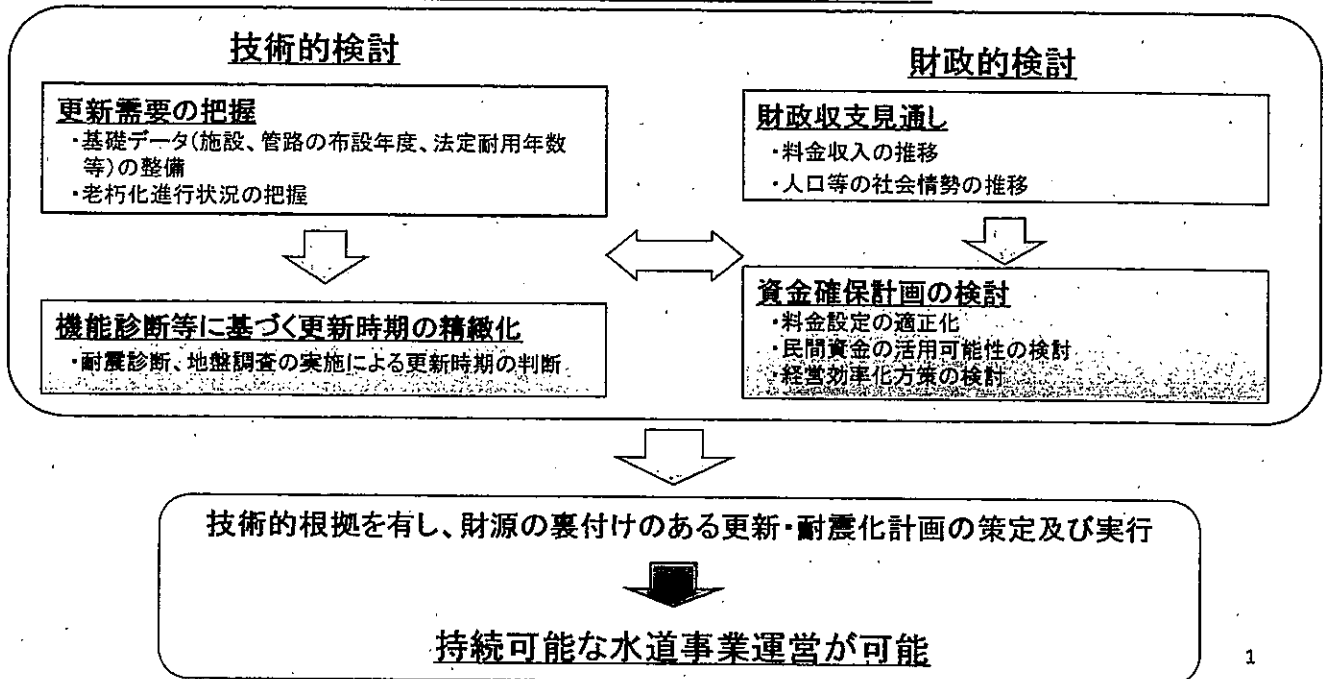 技術的検討
更新需要の把握
・基礎データ(施設、管路の布設年度、法定耐用年数
等)の整備
・老朽化進行状況の把握
機能診断等に基づく更新時期の精緻化
・耐震診断、地盤調査の実施による更新時期の判断
財政的検討
財政収支見通し
・料金収入の推移
・人口等の社会情勢の推移
資金確保計画の検討
・料金設定の適正化
・民間資金の活用可能性の検討
・経営効率化方策の検討
技術的根拠を有し、財源の裏付けのある更新・耐震化計画の策定及び実行
持続可能な水道事業運営が可能
1